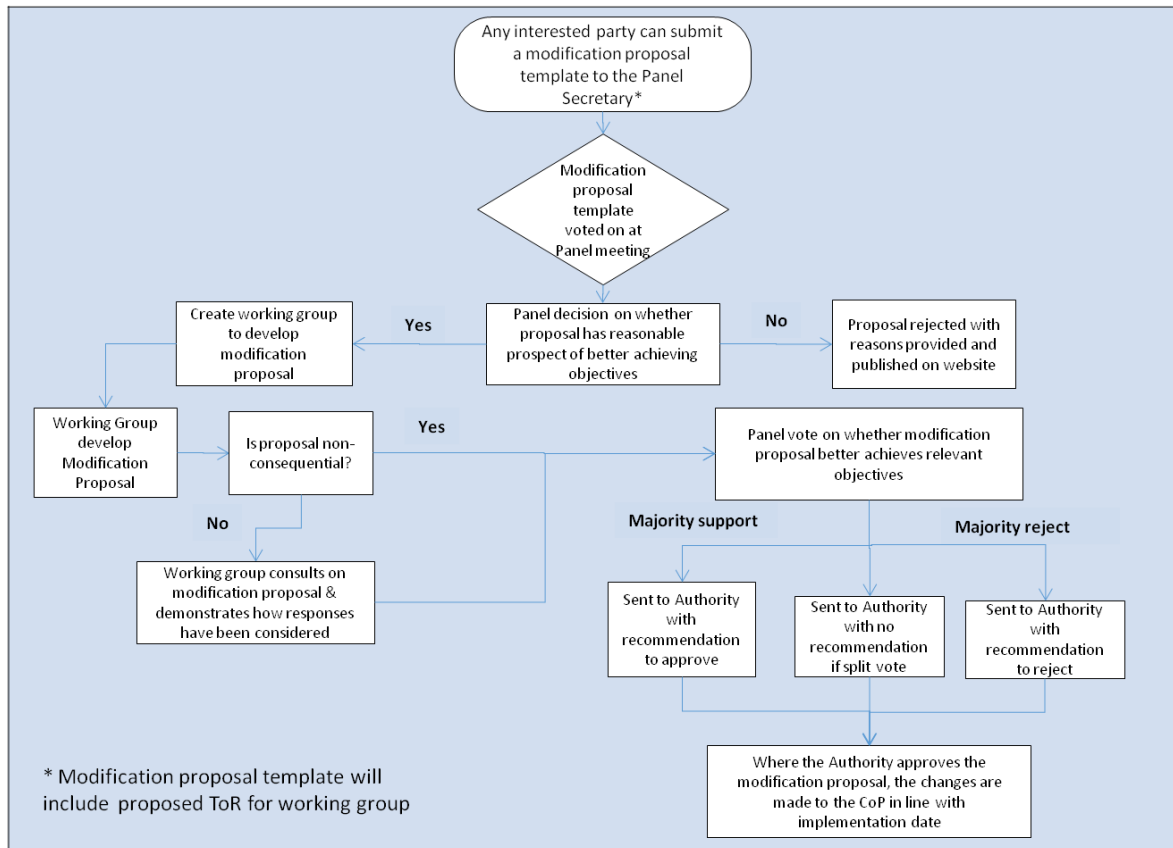 Any interested party can submit
a modification proposal
template to the Panel
Secretary*
Modification
proposal
template
voted on at
Panel meeting
Create working group
to develop
modification
proposal
Yes
Panel decision on whether
proposal has reasonable
prospect of better achieving
objectives
No
Proposal rejected with
reasons provided and
published on website
Working Group
develop
Modification
Proposal
Is proposal non-
consequential?
Yes
Panel vote on whether modification
proposal better achieves relevant
objectives
No
Working group consults on
modification proposal &
demonstrates how responses
have been considered
Majority support
Majority reject
Sent to Authority
with
recommendation
to approve
Sent to Authority
with no
recommendation
if split vote
Sent to Authority
with
recommendation
to reject
Where the Authority approves the
modification proposal, the changes are
made to the CoP in line with
implementation date
* Modification proposal template will
include proposed ToR for working group